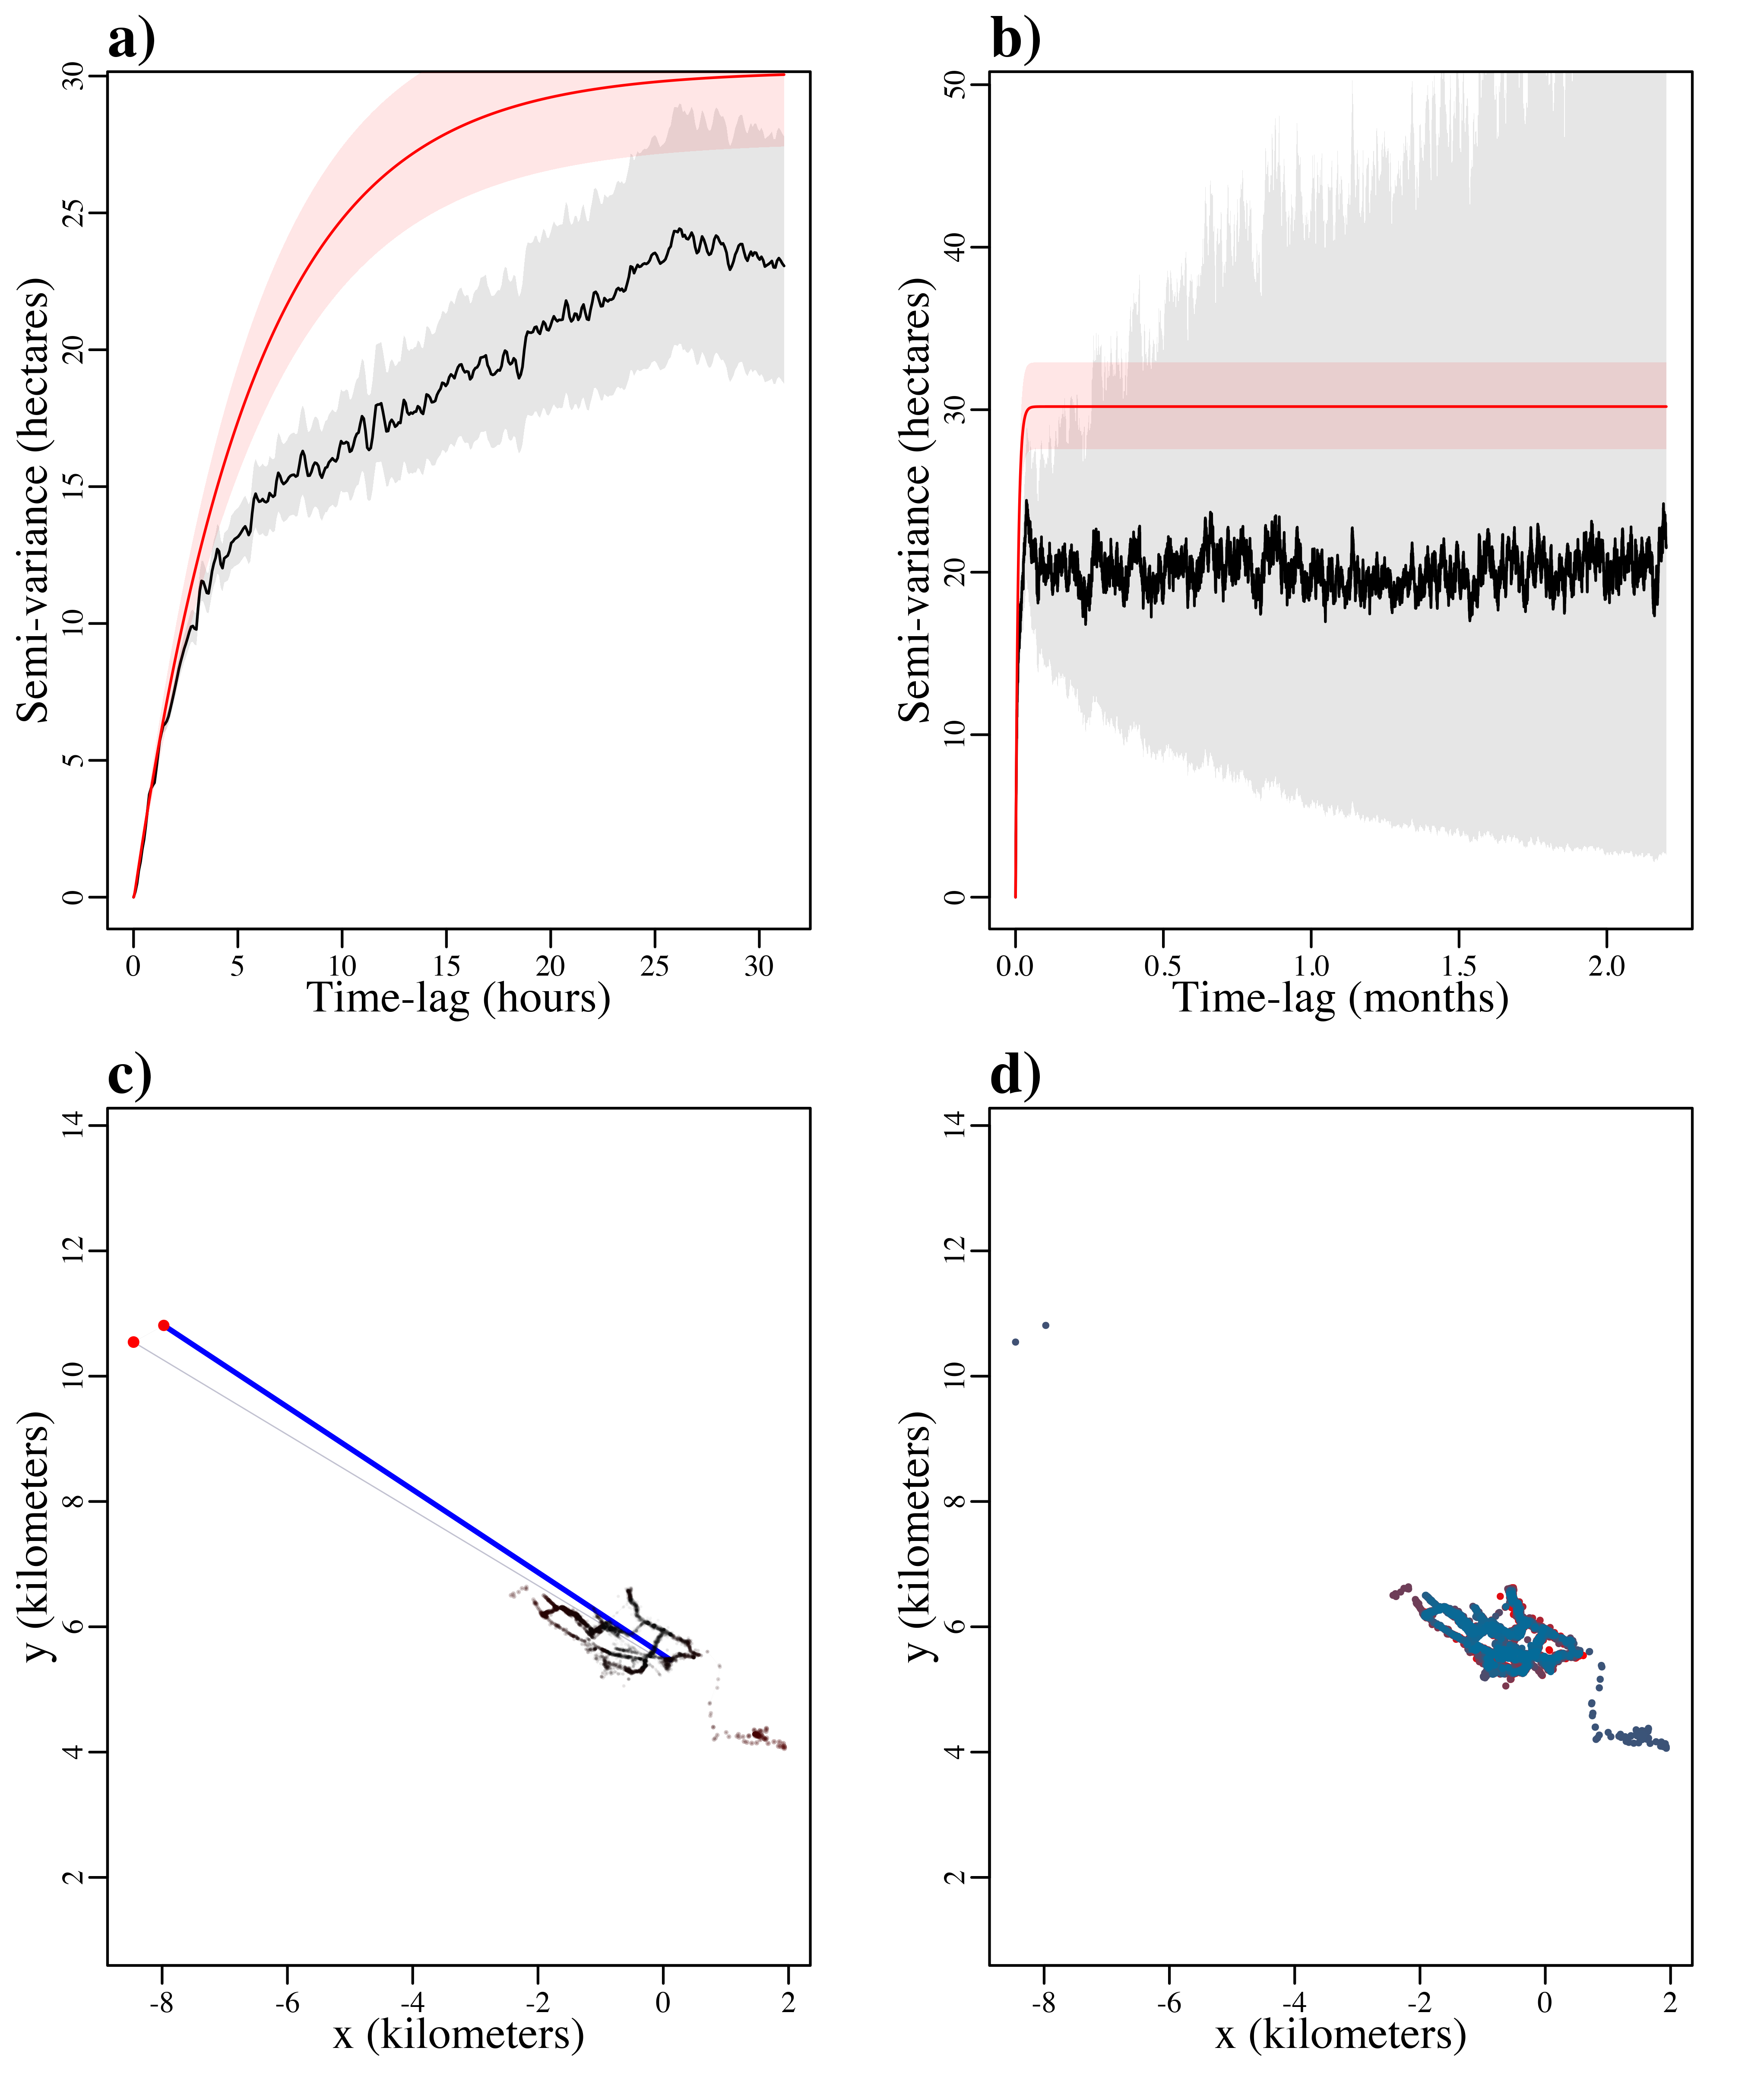 a)
Semi-variance (hectares)
30
25
20
15
10
5
0
0 5 10 15 20 25 30
Time-lag (hours)
b)
Semi-variance (hectares)
50
40
30
20
10
0
0.0 0.5 1.0 1.5 2.0
Time-lag (months)
c)
y (kilometers)
14
12
10
8
6
4
2
-8 -6 -4 -2 0 2
x (kilometers)
d)
y (kilometers)
14
12
10
8
6
4
2
-8 -6 -4 -2 0 2
x (kilometers)